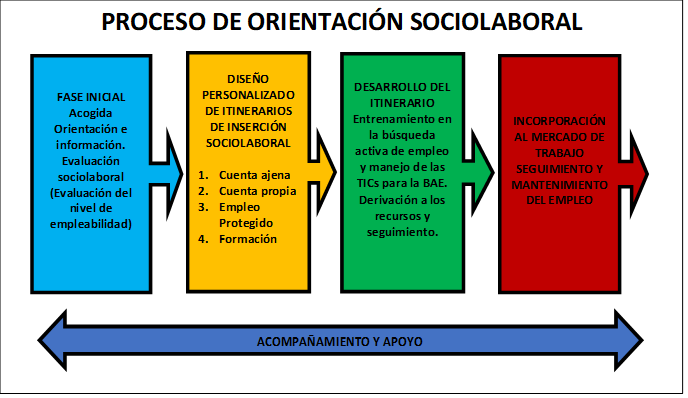 PROCESO DE ORIENTACIÓN SOCIOLABORAL
FASE INICIAL
Acogida
Orientación e
información.
Evaluación
sociolaboral
(Evaluación del
nivel de
empleabilidad)
DISEÑO
PERSONALIZADO
DE ITINERARIOS
DE INSERCIÓN
SOCIOLABORAL
1. Cuenta ajena
2. Cuenta propia
3. Empleo
Protegido
4. Formación
DESARROLLO DEL
ITINERARIO
Entrenamiento en
la búsqueda
activa de empleo
y manejo de las
TICs para la BAE.
Derivación a los
recursos y
seguimiento.
INCORPORACIÓN
AL MERCADO DE
TRABAJO
SEGUIMIENTO Y
MANTENIMIENTO
DEL EMPLEO
ACOMPAÑAMIENTO Y APOYO